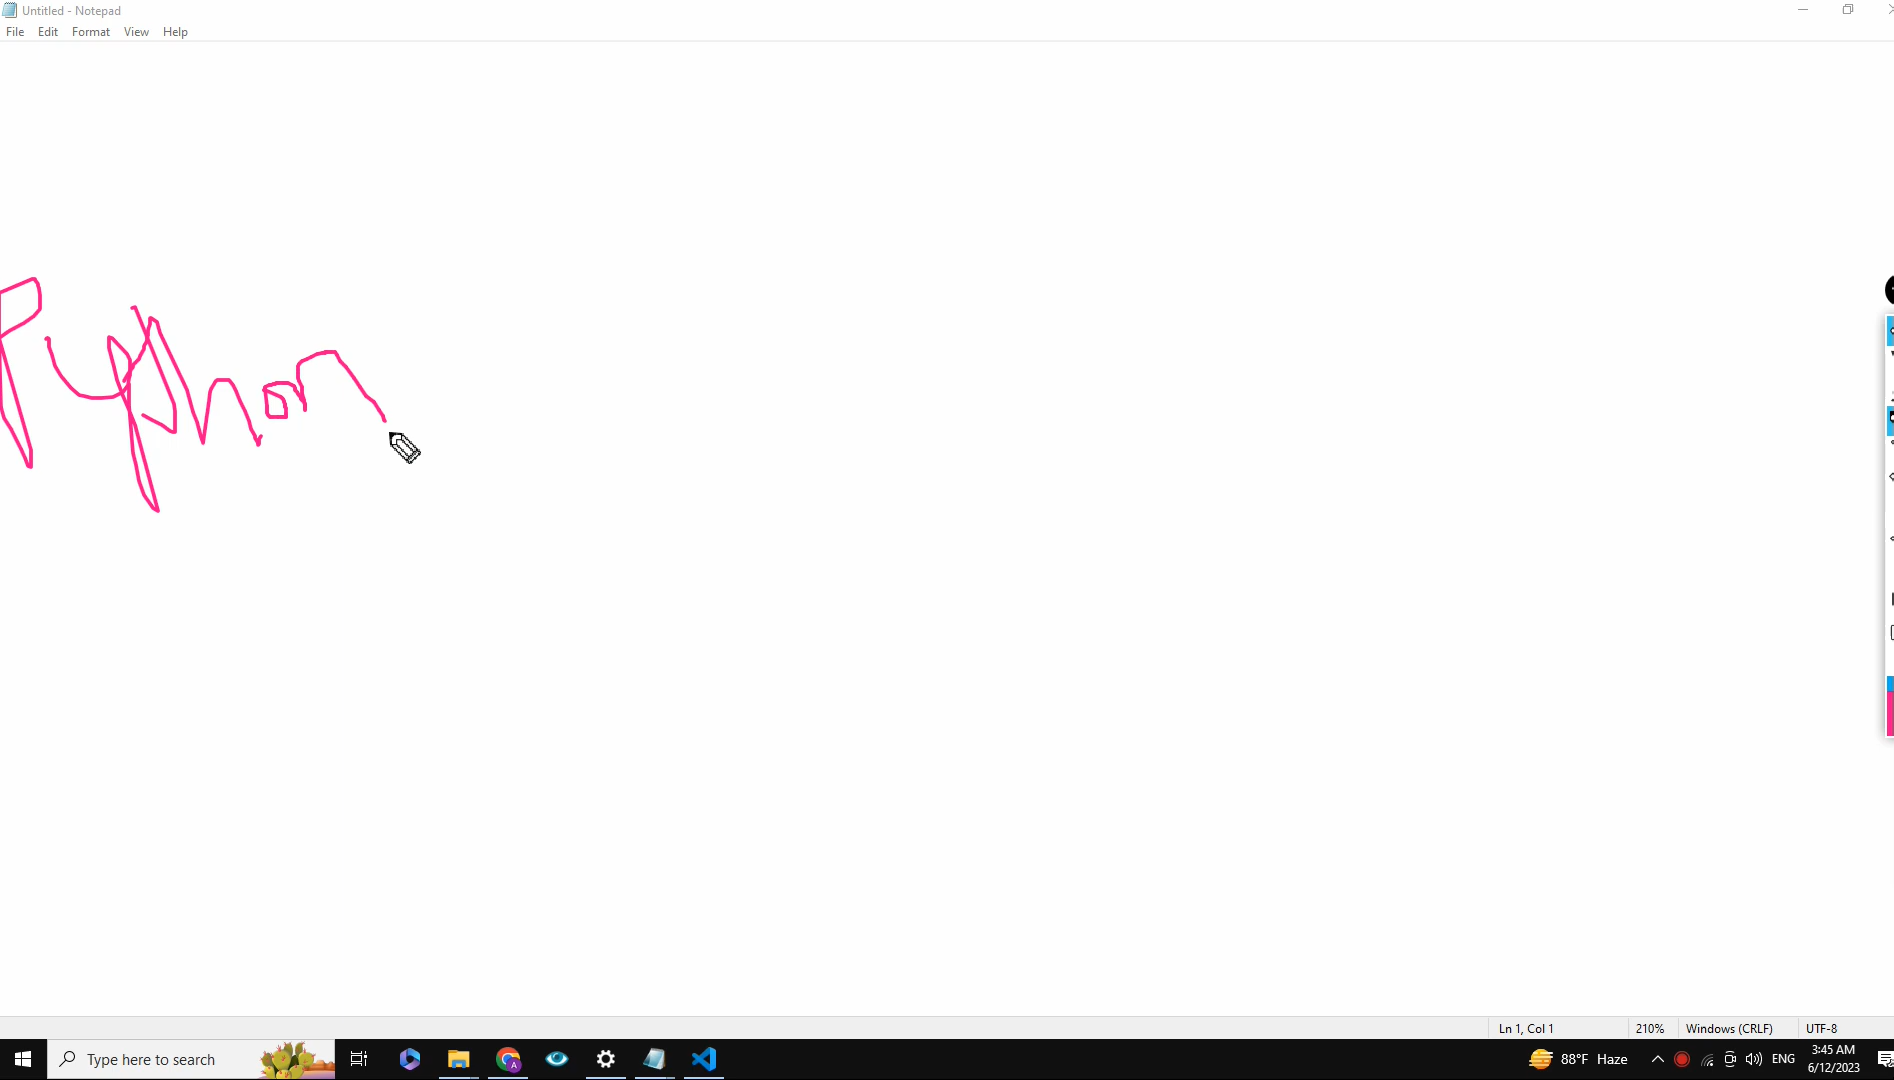 Untitled - Notepad
File Edit Format View Help
Python
Ln 1, Col 1 210% Windows (CRLF) UTF-8
Type here to search 88°F Haze ENG 3:45 AM
6/12/2023